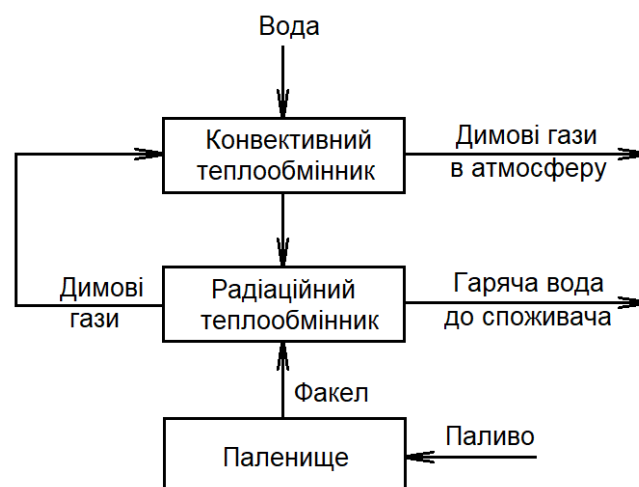 Вода
Конвективний
теплообмінник
Димові гази
в атмосферу
Димові
гази
Радіаційний
теплообмінник
Гаряча вода
до споживача
Факел
Паленище
Паливо